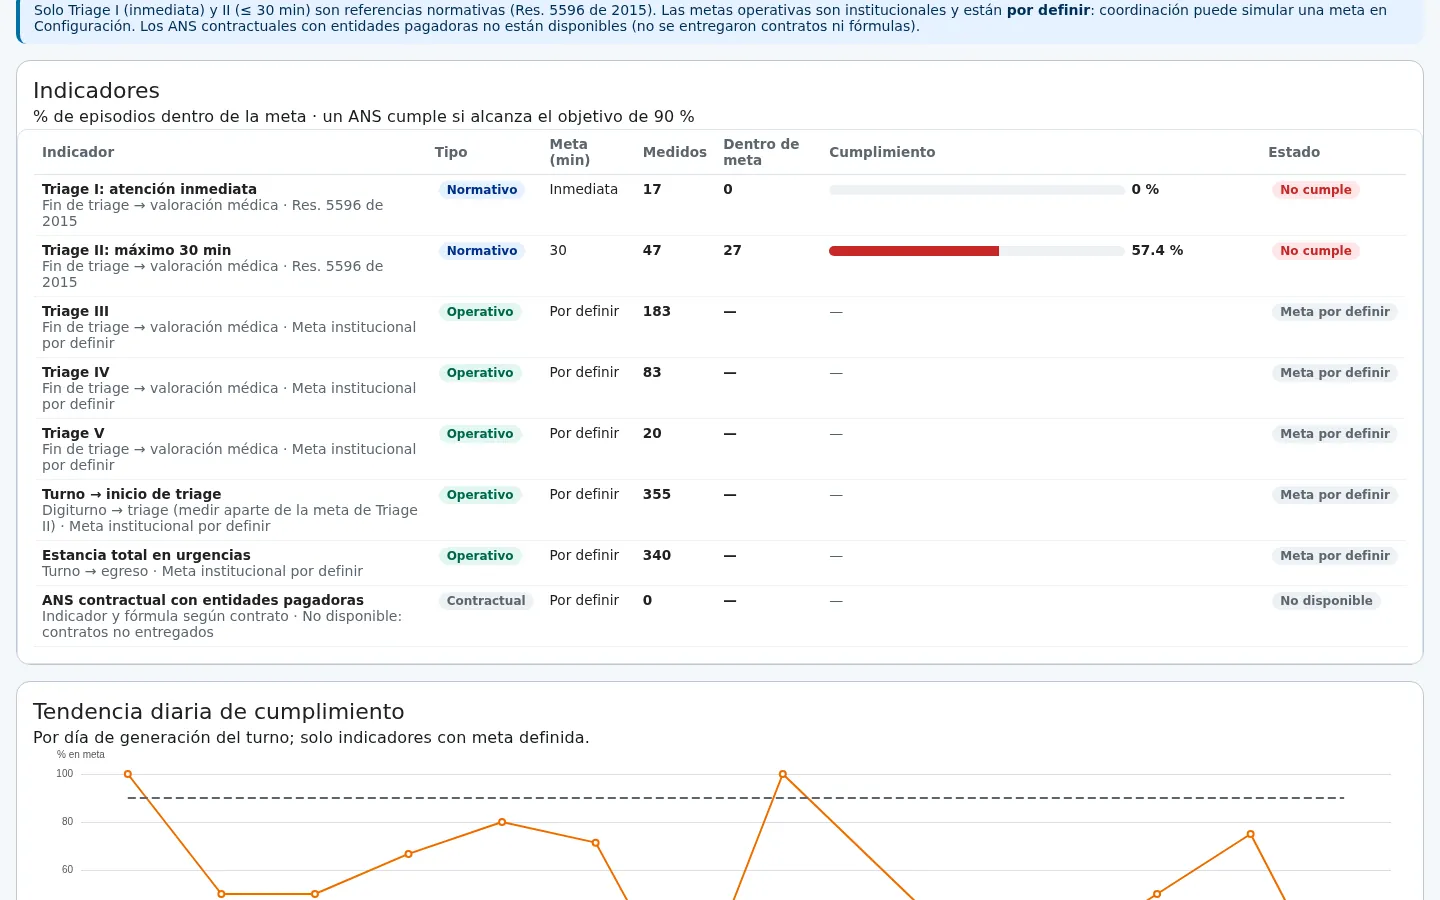 Solo Triage I (inmediata) y II (≤ 30 min) son referencias normativas (Res. 5596 de 2015). Las metas operativas son institucionales y están por definir: coordinación puede simular una meta en
Configuración. Los ANS contractuales con entidades pagadoras no están disponibles (no se entregaron contratos ni fórmulas).
Indicadores
% de episodios dentro de la meta · un ANS cumple si alcanza el objetivo de 90 %
Indicador Tipo Meta (min) Medidos Dentro de meta Cumplimiento Estado
Triage I: atención inmediata Normativo Inmediata 17 0 0 % No cumple
Fin de triage → valoración médica · Res. 5596 de
2015
Triage II: máximo 30 min Normativo 30 47 27 57.4 % No cumple
Fin de triage → valoración médica · Res. 5596 de
2015
Triage III Operativo Por definir 183 — — Meta por definir
Fin de triage → valoración médica · Meta institucional
por definir
Triage IV Operativo Por definir 83 — — Meta por definir
Fin de triage → valoración médica · Meta institucional
por definir
Triage V Operativo Por definir 20 — — Meta por definir
Fin de triage → valoración médica · Meta institucional
por definir
Turno → inicio de triage Operativo Por definir 355 — — Meta por definir
Digiturno → triage (medir aparte de la meta de Triage
II) · Meta institucional por definir
Estancia total en urgencias Operativo Por definir 340 — — Meta por definir
Turno → egreso · Meta institucional por definir
ANS contractual con entidades pagadoras Contractual Por definir 0 — — No disponible
Indicador y fórmula según contrato · No disponible:
contratos no entregados
Tendencia diaria de cumplimiento
Por día de generación del turno; solo indicadores con meta definida.
% en meta
100
80
60